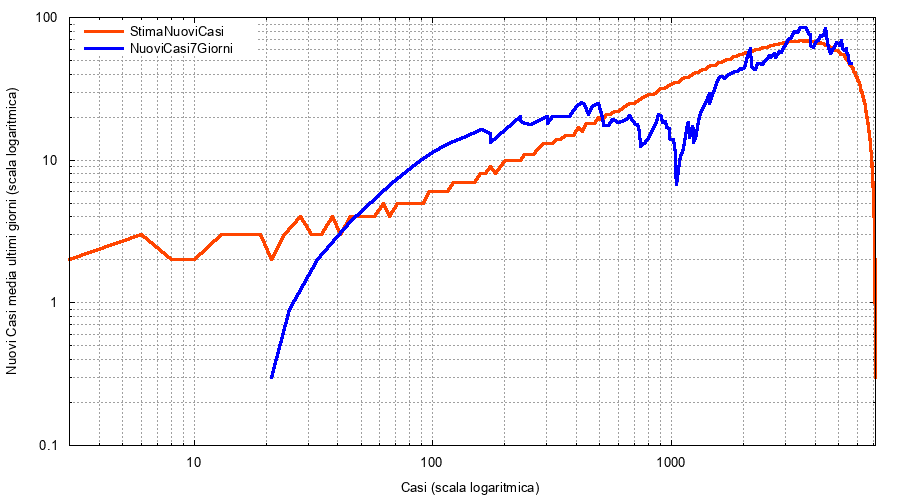 100
StimaNuoviCasi
NuoviCasi7Giorni
10
1
0.1
Nuovi Casi media ultimi giorni (scala logaritmica)
10
100
1000
Casi (scala logaritmica)